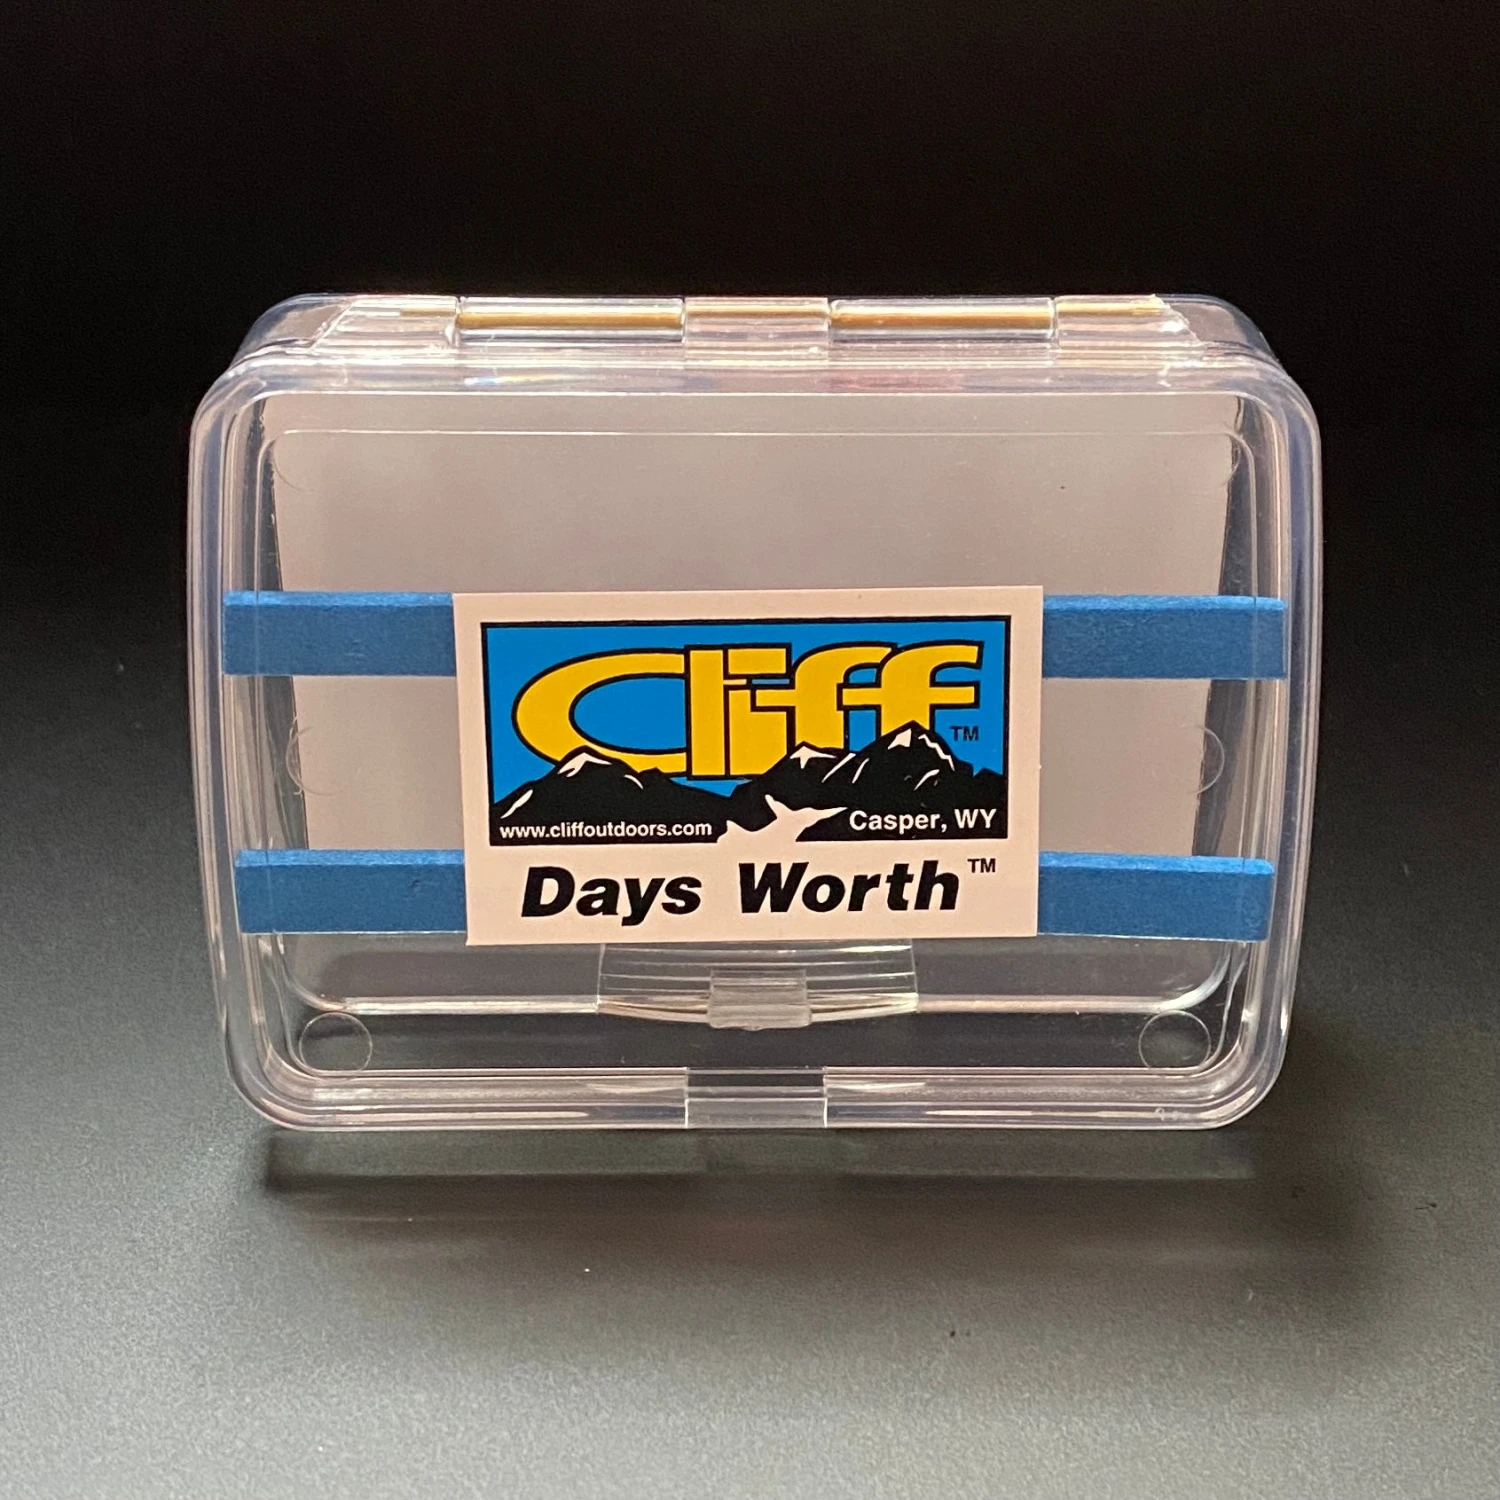 Cliff™
www.cliffoutdoors.com Casper, WY
Days Worth™